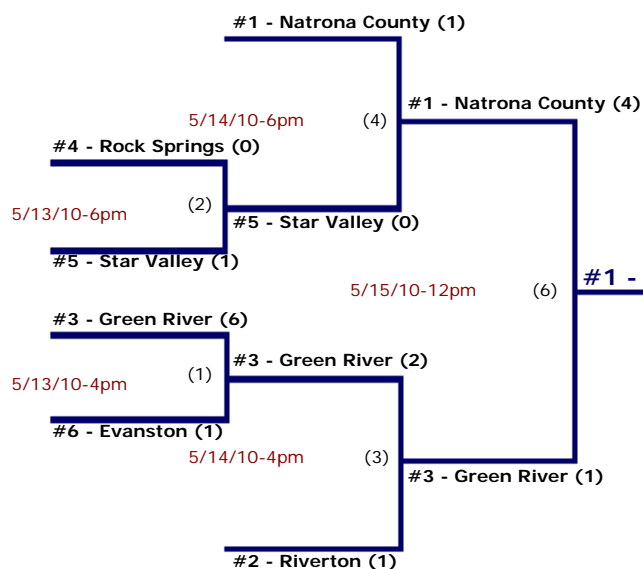 #1 - Natrona County (1)
#1 - Natrona County (4)
5/14/10-6pm
(4)
#4 - Rock Springs (0)
(2)
5/13/10-6pm
#5 - Star Valley (0)
#5 - Star Valley (1)
#1 -
5/15/10-12pm
(6)
#3 - Green River (6)
#3 - Green River (2)
(1)
5/13/10-4pm
#6 - Evanston (1)
5/14/10-4pm
(3)
#3 - Green River (1)
#2 - Riverton (1)